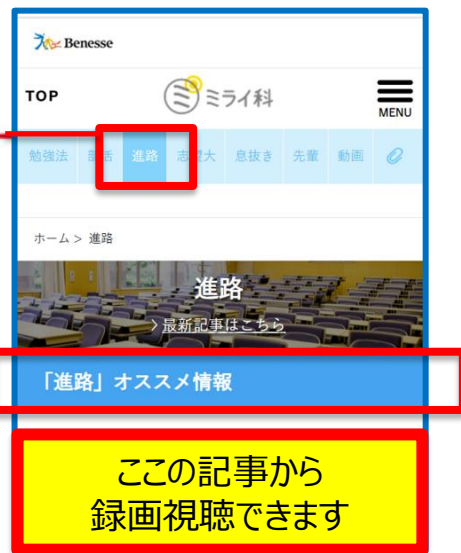 Benesse
TOP
ミライ科
MENU
勉強法 部活 進路 志望大 息抜き 先輩 動画
ホーム > 進路
進路
> 最新記事はこちら
「進路」オススメ情報
ここの記事から
録画視聴できます